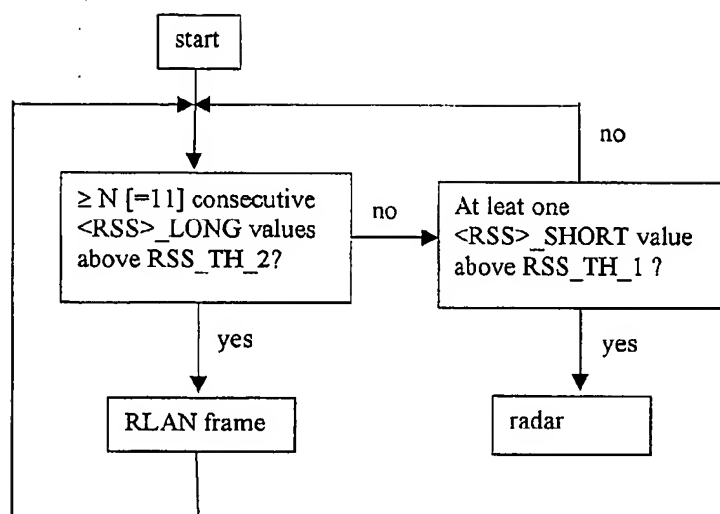 start
no
≥ N [=11] consecutive
<RSS>_LONG values
above RSS_TH_2?
no
At leat one
<RSS>_SHORT value
above RSS_TH_1 ?
yes
yes
RLAN frame
radar